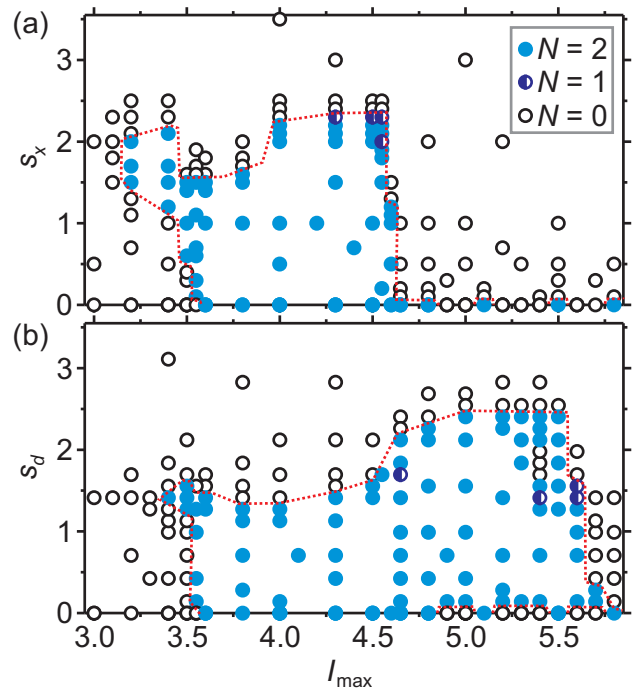 (a)
3
2
1
0
s_x
N = 2
N = 1
N = 0
(b)
3
2
1
0
s_d
3.0 3.5 4.0 4.5 5.0 5.5
I_max